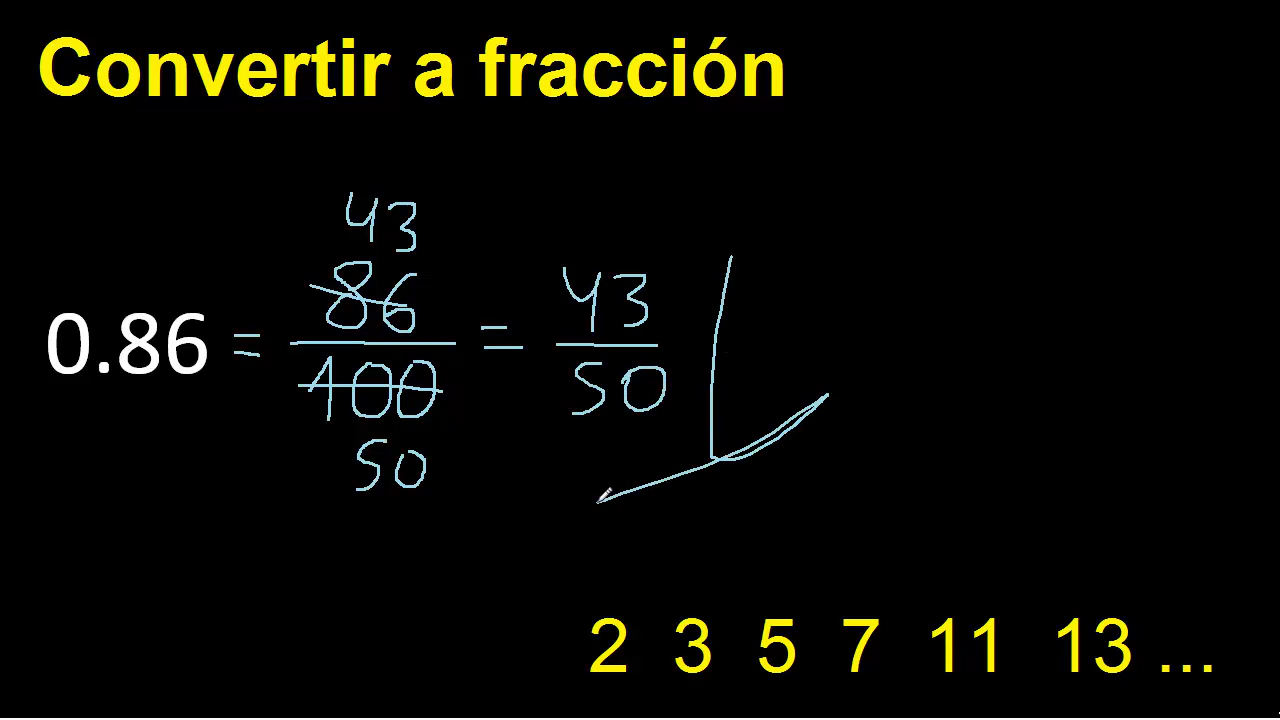 Convertir a fracción
43
0.86 = 86/100 = 43/50
50
2 3 5 7 11 13 ...